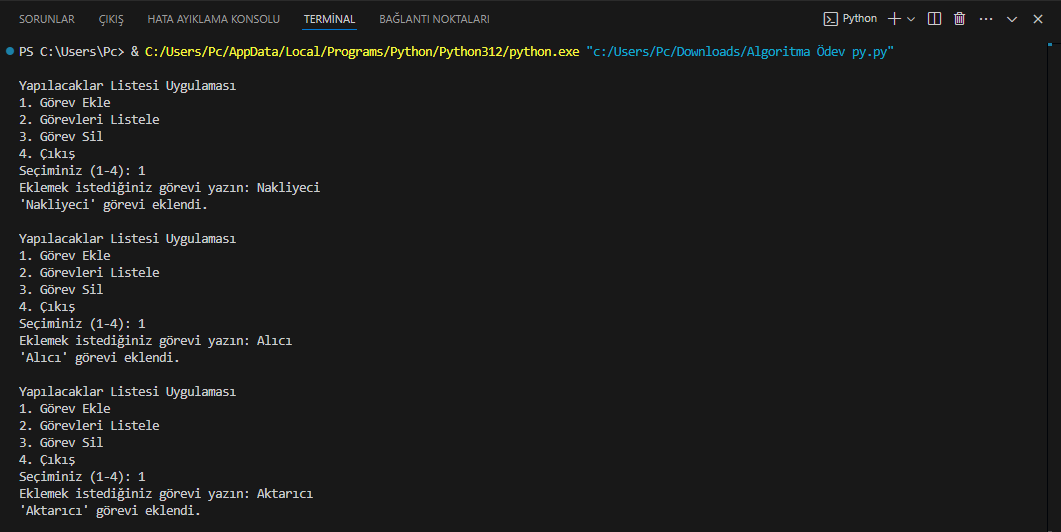 SORUNLAR ÇIKIŞ HATA AYIKLAMA KONSOLU TERMİNAL BAĞLANTI NOKTALARI Python
PS C:\Users\Pc> & C:/Users/Pc/AppData/Local/Programs/Python/Python312/python.exe "c:/Users/Pc/Downloads/Algoritma Ödev py.py"
Yapılacaklar Listesi Uygulaması
1. Görev Ekle
2. Görevleri Listele
3. Görev Sil
4. Çıkış
Seçiminiz (1-4): 1
Eklemek istediğiniz görevi yazın: Nakliyeci
'Nakliyeci' görevi eklendi.
Yapılacaklar Listesi Uygulaması
1. Görev Ekle
2. Görevleri Listele
3. Görev Sil
4. Çıkış
Seçiminiz (1-4): 1
Eklemek istediğiniz görevi yazın: Alıcı
'Alıcı' görevi eklendi.
Yapılacaklar Listesi Uygulaması
1. Görev Ekle
2. Görevleri Listele
3. Görev Sil
4. Çıkış
Seçiminiz (1-4): 1
Eklemek istediğiniz görevi yazın: Aktarıcı
'Aktarıcı' görevi eklendi.